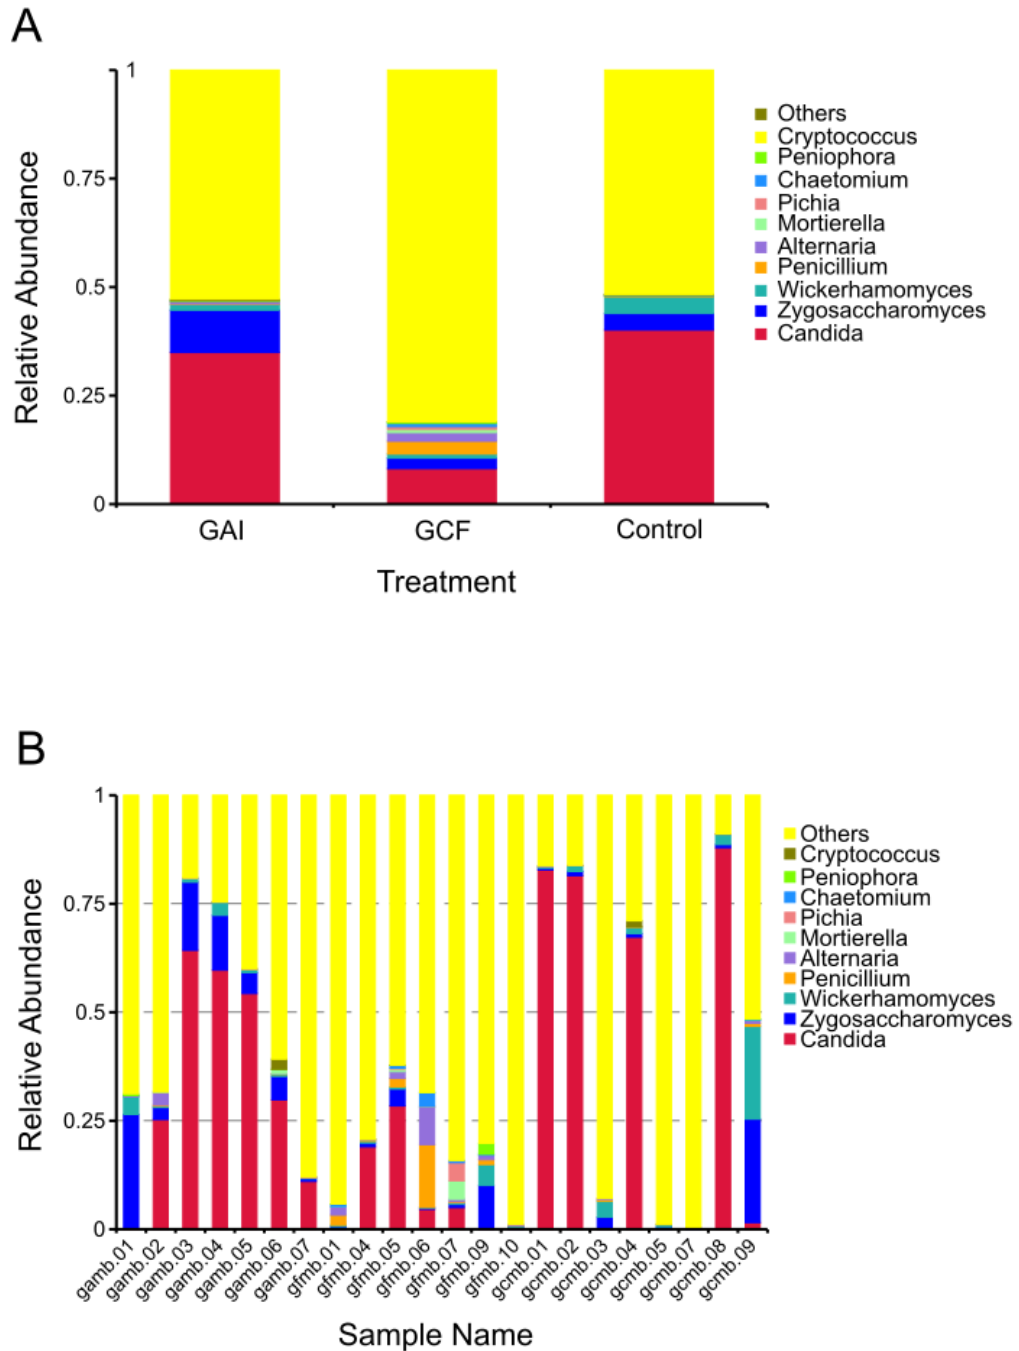 A
1
0.75
0.5
0.25
0
Relative Abundance
GAI
GCF
Control
Treatment
Others
Cryptococcus
Peniophora
Chaetomium
Pichia
Mortierella
Alternaria
Penicillium
Wickerhamomyces
Zygosaccharomyces
Candida
B
1
0.75
0.5
0.25
0
Relative Abundance
gamb.01
gamb.02
gamb.03
gamb.04
gamb.05
gamb.06
gamb.07
gfmb.01
gfmb.04
gfmb.05
gfmb.06
gfmb.07
gfmb.09
gfmb.10
gcmb.01
gcmb.02
gcmb.03
gcmb.04
gcmb.05
gcmb.07
gcmb.08
gcmb.09
Sample Name
Others
Cryptococcus
Peniophora
Chaetomium
Pichia
Mortierella
Alternaria
Penicillium
Wickerhamomyces
Zygosaccharomyces
Candida